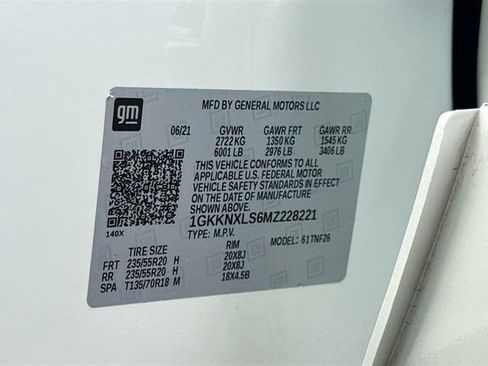 gm
MFD BY GENERAL MOTORS LLC
06/21 GVWR GAWR FRT GAWR RR
2722 KG 1350 KG 1545 KG
6001 LB 2976 LB 3406 LB
THIS VEHICLE CONFORMS TO ALL
APPLICABLE U.S. FEDERAL MOTOR
VEHICLE SAFETY STANDARDS IN EFFECT
ON THE DATE OF MANUFACTURE
SHOWN ABOVE.
1GKKNXLS6MZ228221
TYPE: M.P.V. MODEL: 61TNF26
140X
TIRE SIZE RIM
FRT 235/55R20 H 20X8J
RR 235/55R20 H 20X8J
SPA T135/70R18 M 18X4.5B